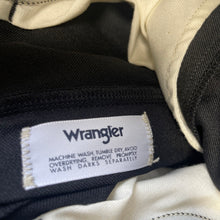 Wrangler
MACHINE WASH, TUMBLE DRY, AVOID
OVERDRYING, REMOVE PROMPTLY
WASH DARKS SEPARATELY